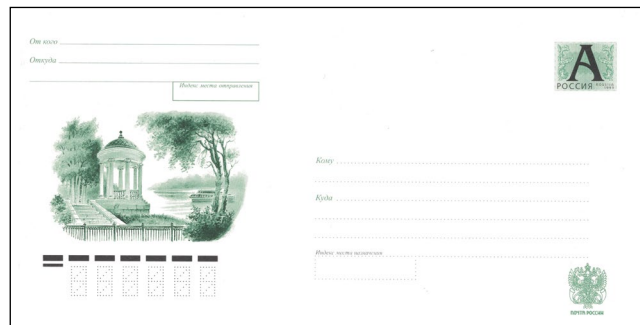 От кого
Откуда
Индекс места отправления
А
РОССИЯ
Кому
Куда
Индекс места назначения
ПОЧТА РОССИИ